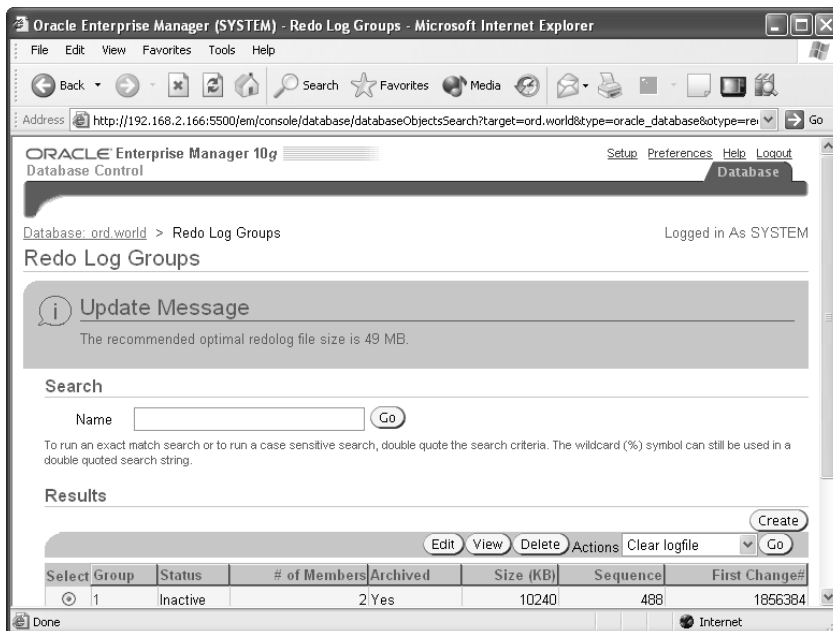 Oracle Enterprise Manager (SYSTEM) - Redo Log Groups - Microsoft Internet Explorer
File Edit View Favorites Tools Help
Back Search Favorites Media
Address http://192.168.2.166:5500/em/console/database/databaseObjectsSearch?target=ord.world&type=oracle_database&otype=re Go
ORACLE Enterprise Manager 10g
Database Control
Setup Preferences Help Logout
Database
Database: ord.world > Redo Log Groups Logged in As SYSTEM
Redo Log Groups
i Update Message
The recommended optimal redolog file size is 49 MB.
Search
Name Go
To run an exact match search or to run a case sensitive search, double quote the search criteria. The wildcard (%) symbol can still be used in a
double quoted search string.
Results
Create
Edit View Delete Actions Clear logfile Go
Select Group Status # of Members Archived Size (KB) Sequence First Change#
1 Inactive 2 Yes 10240 488 1856384
Done Internet